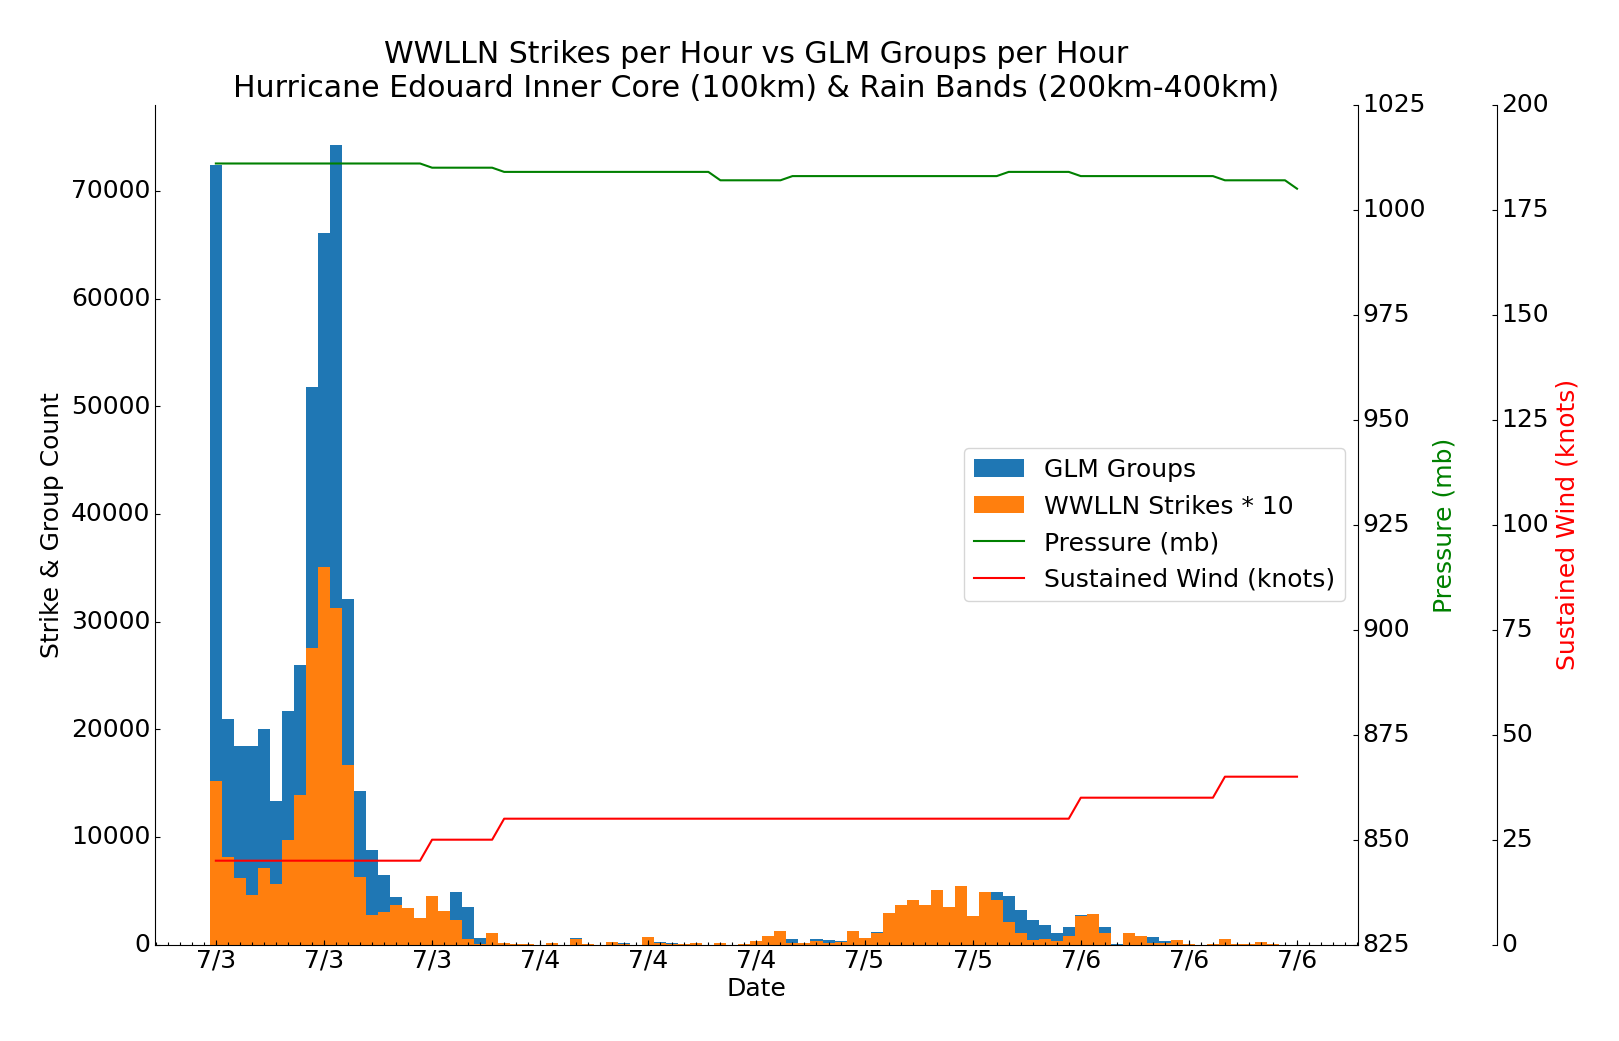 WWLLN Strikes per Hour vs GLM Groups per Hour
Hurricane Edouard Inner Core (100km) & Rain Bands (200km-400km)
Strike & Group Count
70000
60000
50000
40000
30000
20000
10000
0
GLM Groups
WWLLN Strikes * 10
Pressure (mb)
Sustained Wind (knots)
1025
1000
975
950
925
900
875
850
825
Pressure (mb)
200
175
150
125
100
75
50
25
0
Sustained Wind (knots)
7/3 7/3 7/3 7/4 7/4 7/4 7/5 7/5 7/6 7/6 7/6
Date